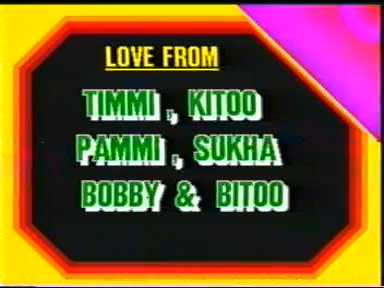 LOVE FROM
TIMMI , KITOO
PAMMI , SUKHA
BOBBY & BITOO